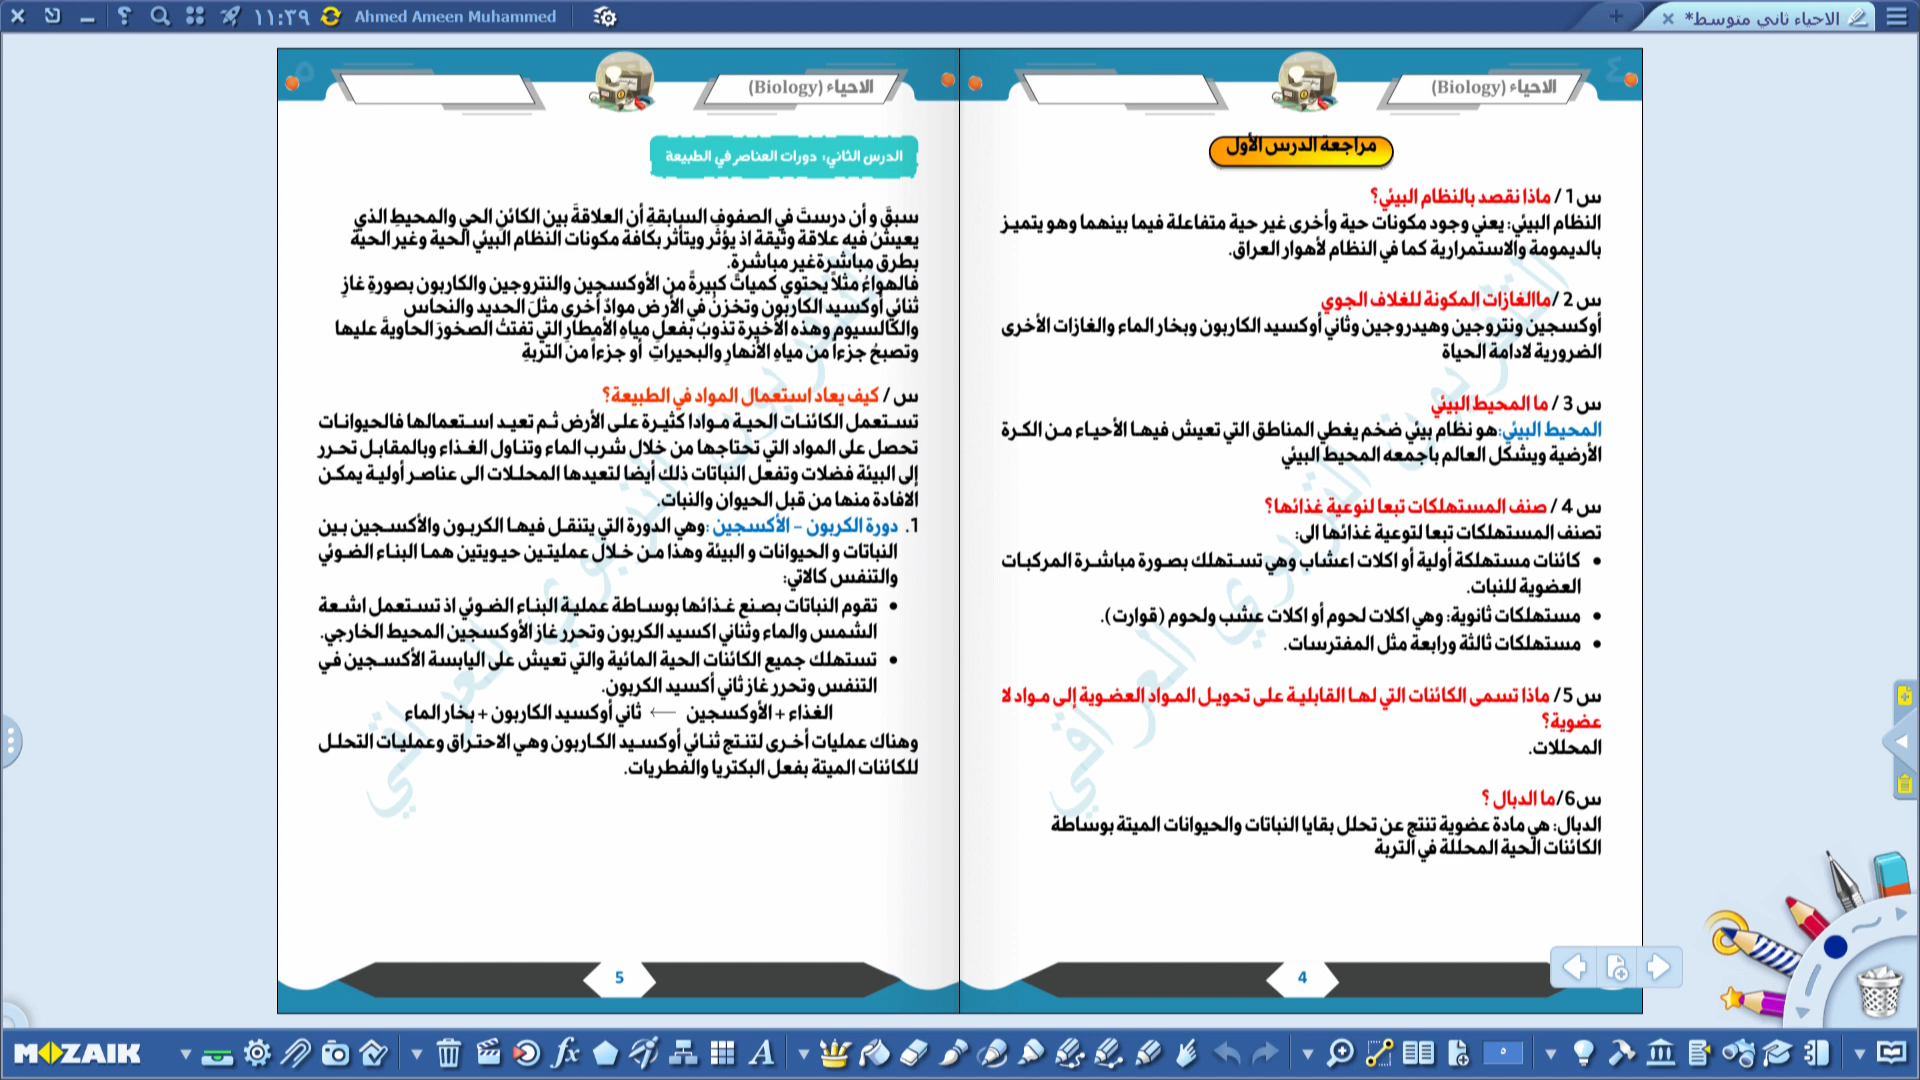 ١١:٣٩ Ahmed Ameen Muhammed
الاحياء ثاني متوسط*
الاحياء (Biology)
مراجعة الدرس الأول
س1 / ماذا نقصد بالنظام البيئي؟
النظام البيئي: يعني وجود مكونات حية وأخرى غير حية متفاعلة فيما بينهما وهو يتميز
بالديمومة والاستمرارية كما في النظام لأهوار العراق.
س 2 /ماالغازات المكونة للغلاف الجوي
أوكسجين ونتروجين وهيدروجين وثاني أوكسيد الكاربون وبخار الماء والغازات الأخرى
الضرورية لادامة الحياة
س 3 / ما المحيط البيئي
المحيط البيئي:هو نظام بيئي ضخم يغطي المناطق التي تعيش فيها الأحياء من الكرة
الأرضية ويشكل العالم بأجمعه المحيط البيئي
س 4 / صنف المستهلكات تبعا لنوعية غذائها؟
تصنف المستهلكات تبعا لتوعية غذائها الى:
• كائنات مستهلكة أولية أو اكلات اعشاب وهي تستهلك بصورة مباشرة المركبات
العضوية للنبات.
• مستهلكات ثانوية: وهي اكلات لحوم أو اكلات عشب ولحوم (قوارت).
• مستهلكات ثالثة ورابعة مثل المفترسات.
س 5/ ماذا تسمى الكائنات التي لها القابلية على تحويل المواد العضوية إلى مواد لا
عضوية؟
المحللات.
س6/ما الدبال ؟
الدبال: هي مادة عضوية تنتج عن تحلل بقايا النباتات والحيوانات الميتة بوساطة
الكائنات الحية المحللة في التربة
4
الاحياء (Biology)
الدرس الثاني: دورات العناصر في الطبيعة
سبقَ و أن درستَ في الصفوفِ السابقةِ أن العلاقةَ بين الكائنِ الحي والمحيطِ الذي
يعيشُ فيه علاقة وثيقة اذ يؤثر ويتأثر بكافة مكونات النظام البيئي الحية وغير الحية
بطرق مباشرة غير مباشرة.
فالهواءُ مثلاً يحتوي كمياتً كبيرةً من الأوكسجين والنتروجين والكاربون بصورةِ غازِ
ثنائي أوكسيد الكاربون وتخزنُ في الأرض موادً أخرى مثلَ الحديد والنحاس
والكالسيوم وهذه الأخيرة تذوبُ بفعلِ مياهِ الأمطارِ التي تفتتُ الصخورَ الحاويةَ عليها
وتصبحُ جزءاً من مياهِ الأنهارِ والبحيراتِ أو جزءاً من التربةِ
س / كيف يعاد استعمال المواد في الطبيعة؟
تستعمل الكائنات الحية موادا كثيرة على الأرض ثم تعيد استعمالها فالحيوانات
تحصل على المواد التي تحتاجها من خلال شرب الماء وتناول الغذاء وبالمقابل تحرر
إلى البيئة فضلات وتفعل النباتات ذلك أيضا لتعيدها المحللات الى عناصر أولية يمكن
الافادة منها من قبل الحيوان والنبات.
1. دورة الكربون – الأكسجين :وهي الدورة التي يتنقل فيها الكربون والأكسجين بين
النباتات و الحيوانات و البيئة وهذا من خلال عمليتين حيويتين هما البناء الضوئي
والتنفس كالاتي:
• تقوم النباتات بصنع غذائها بوساطة عملية البناء الضوئي اذ تستعمل اشعة
الشمس والماء وثنائي اكسيد الكربون وتحرر غاز الأوكسجين المحيط الخارجي.
• تستهلك جميع الكائنات الحية المائية والتي تعيش على اليابسة الأكسجين في
التنفس وتحرر غاز ثاني أكسيد الكربون.
الغذاء + الأوكسجين ⟵ ثاني أوكسيد الكاربون + بخار الماء
وهناك عمليات أخرى لتنتج ثنائي أوكسيد الكاربون وهي الاحتراق وعمليات التحلل
للكائنات الميتة بفعل البكتريا والفطريات.
5
التربوي العراقي
MOZAIK
٥